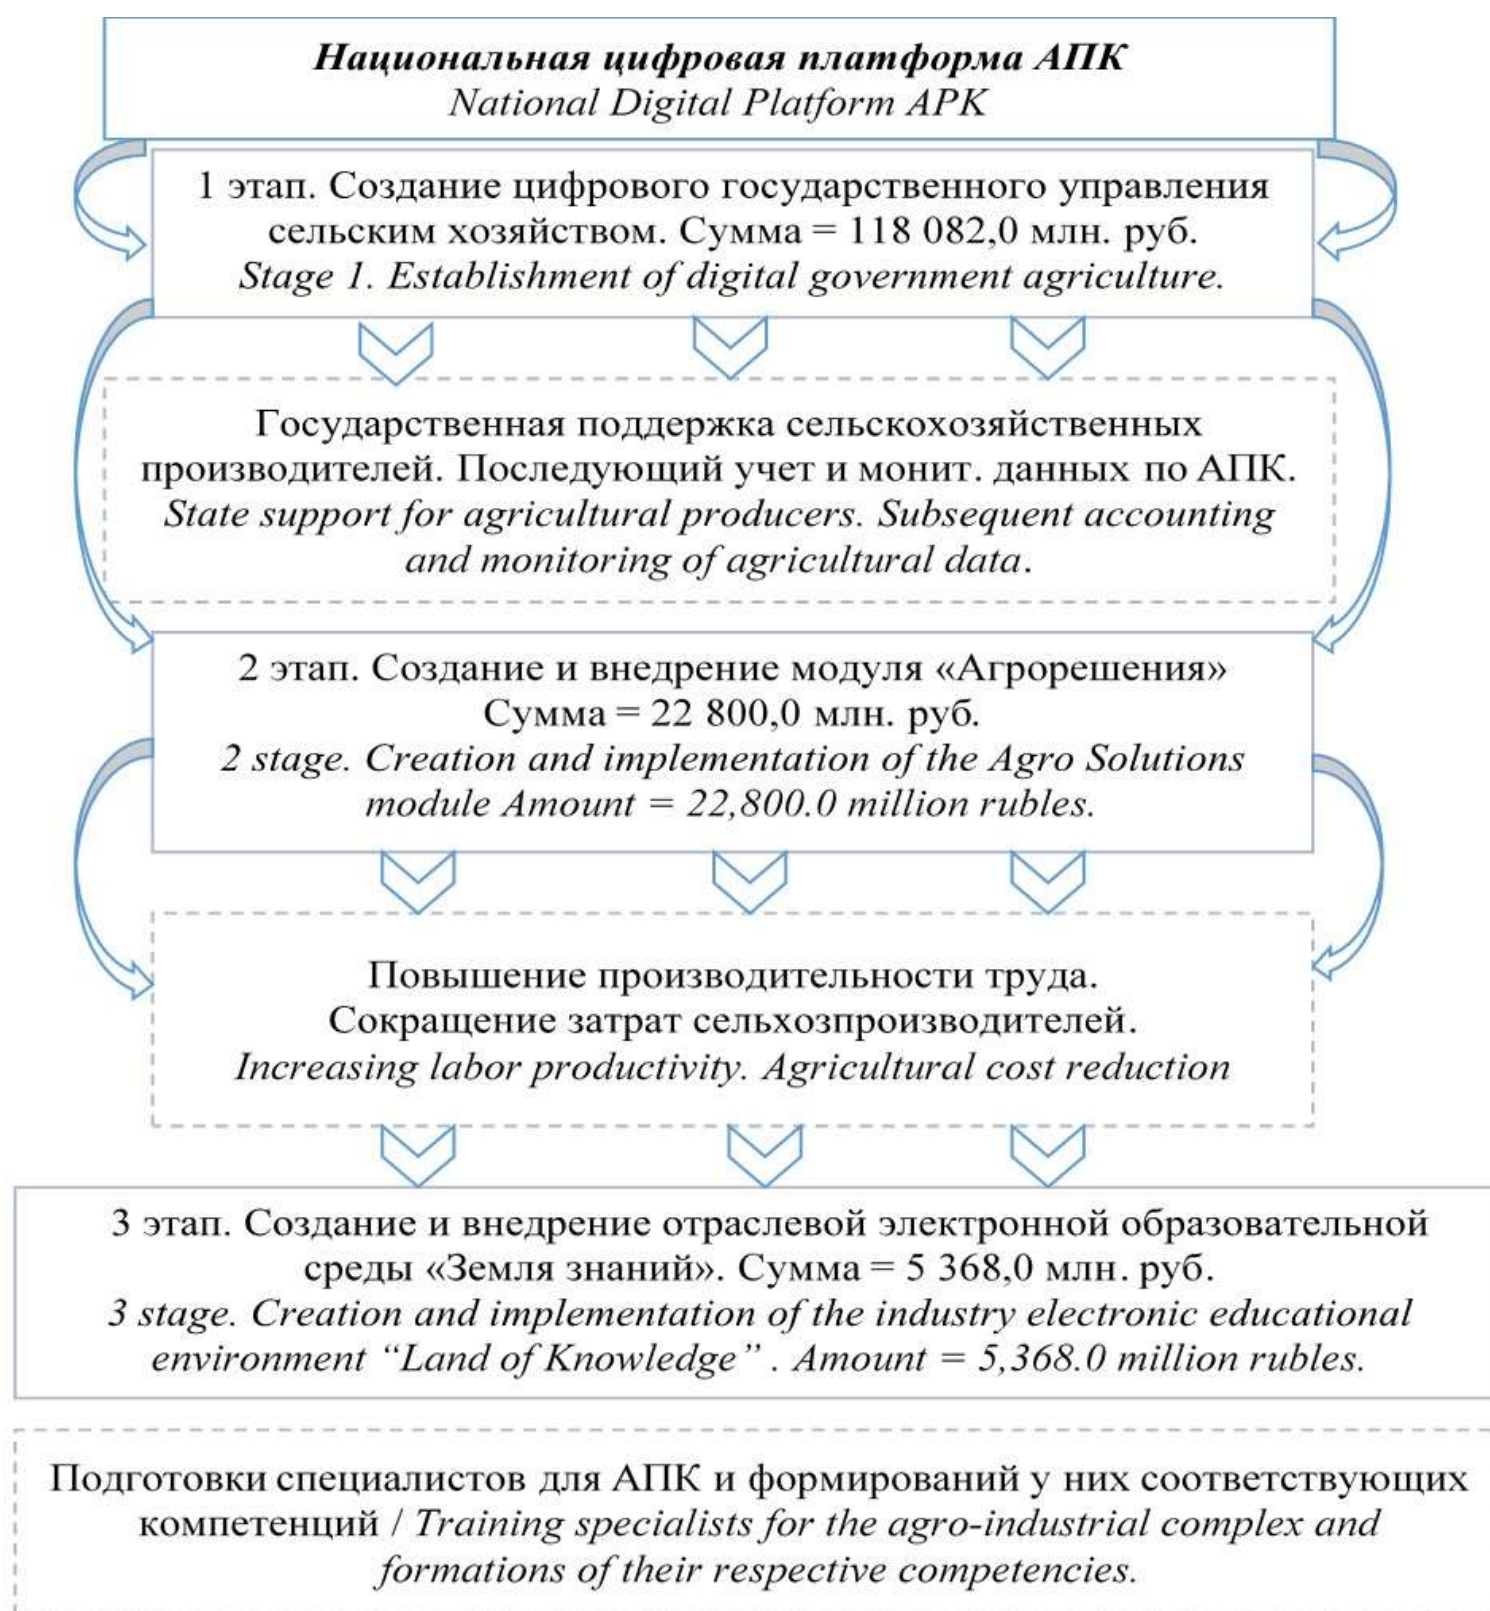 Национальная цифровая платформа АПК
National Digital Platform APK
1 этап. Создание цифрового государственного управления
сельским хозяйством. Сумма = 118 082,0 млн. руб.
Stage 1. Establishment of digital government agriculture.
Государственная поддержка сельскохозяйственных
производителей. Последующий учет и монит. данных по АПК.
State support for agricultural producers. Subsequent accounting
and monitoring of agricultural data.
2 этап. Создание и внедрение модуля «Агрорешения»
Сумма = 22 800,0 млн. руб.
2 stage. Creation and implementation of the Agro Solutions
module Amount = 22,800.0 million rubles.
Повышение производительности труда.
Сокращение затрат сельхозпроизводителей.
Increasing labor productivity. Agricultural cost reduction
3 этап. Создание и внедрение отраслевой электронной образовательной
среды «Земля знаний». Сумма = 5 368,0 млн. руб.
3 stage. Creation and implementation of the industry electronic educational
environment “Land of Knowledge” . Amount = 5,368.0 million rubles.
Подготовки специалистов для АПК и формирований у них соответствующих
компетенций / Training specialists for the agro-industrial complex and
formations of their respective competencies.